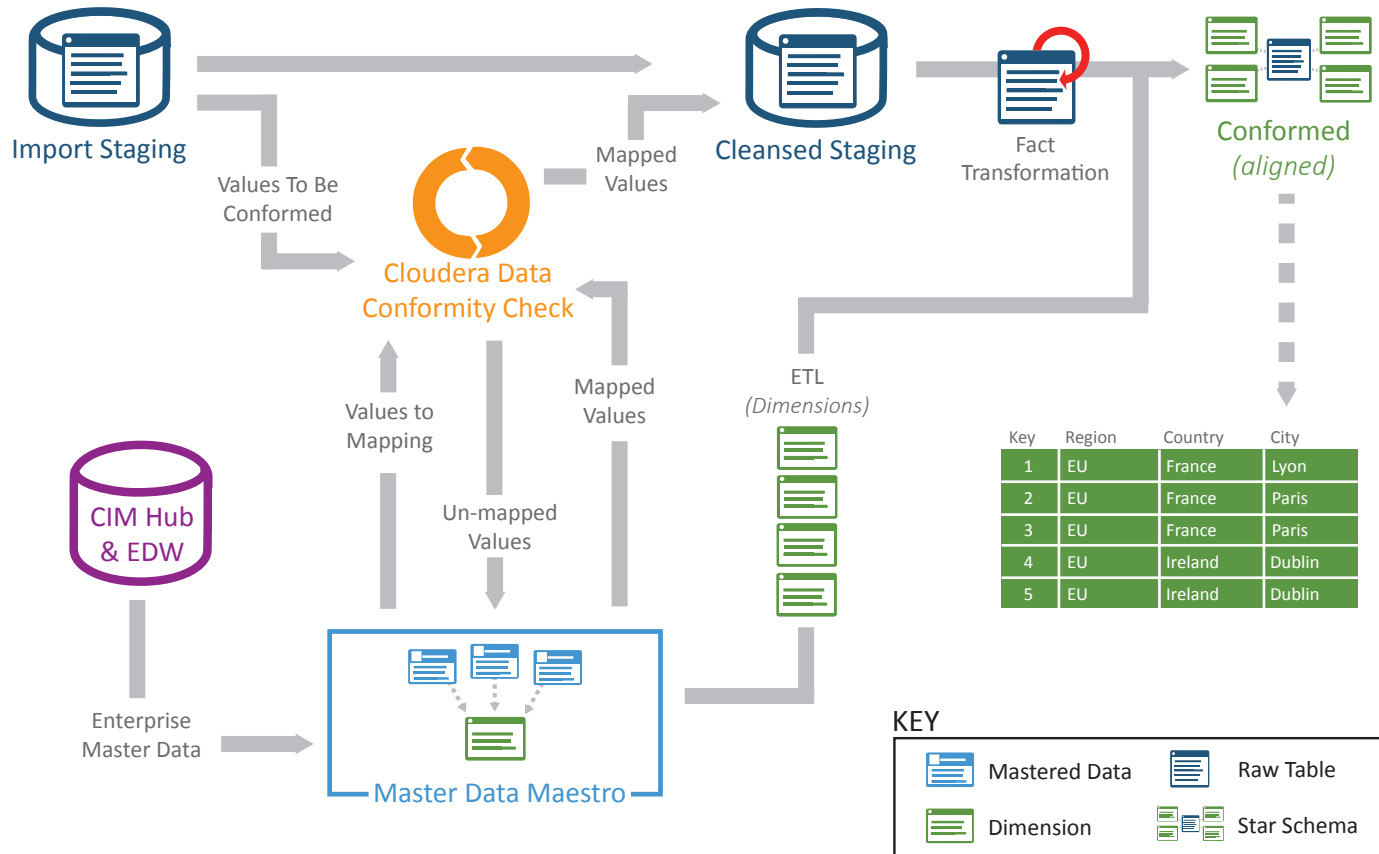 Import Staging
Cleansed Staging
Conformed
(aligned)
Values To Be
Conformed
Mapped
Values
Fact
Transformation
Cloudera Data
Conformity Check
Values to
Mapping
Mapped
Values
ETL
(Dimensions)
Un-mapped
Values
CIM Hub
& EDW
Enterprise
Master Data
Master Data Maestro
Key Region Country City
1 EU France Lyon
2 EU France Paris
3 EU France Paris
4 EU Ireland Dublin
5 EU Ireland Dublin
KEY
Mastered Data
Raw Table
Dimension
Star Schema